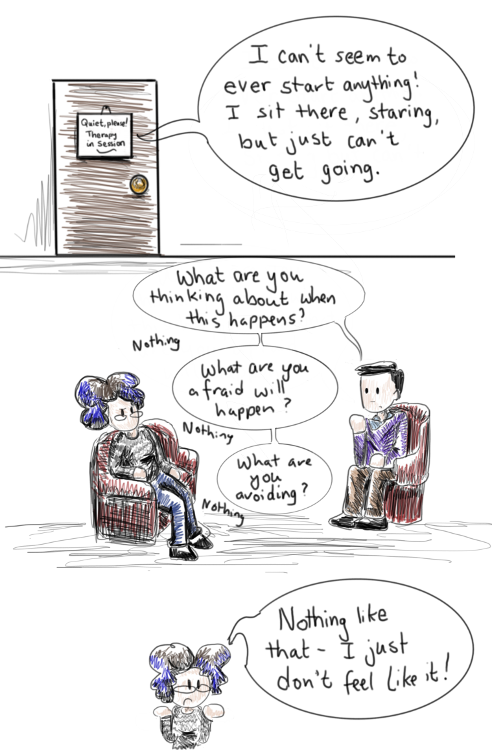 Quiet, please!
Therapy
in Session
I can't seem to
ever start anything!
I sit there, staring,
but just can't
get going.
What are you
thinking about when
this happens?
Nothing
What are you
afraid will
happen?
Nothing
What are
you
avoiding?
Nothing
Nothing like
that - I just
don't feel like it!